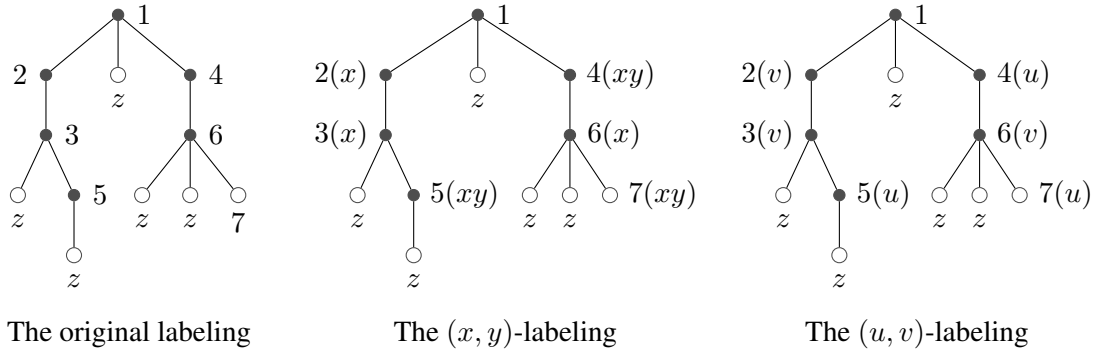 1 1 1
2 4 2(x) 4(xy) 2(v) 4(u)
z z z
3 6 3(x) 6(x) 3(v) 6(v)
5 5(xy) 7(xy) 5(u) 7(u)
z z z 7 z z z z z z
z z z
The original labeling The (x, y)-labeling The (u, v)-labeling